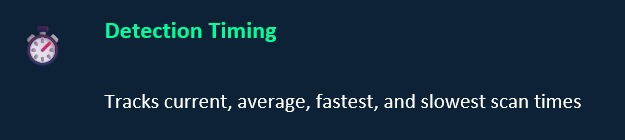 Detection Timing
Tracks current, average, fastest, and slowest scan times